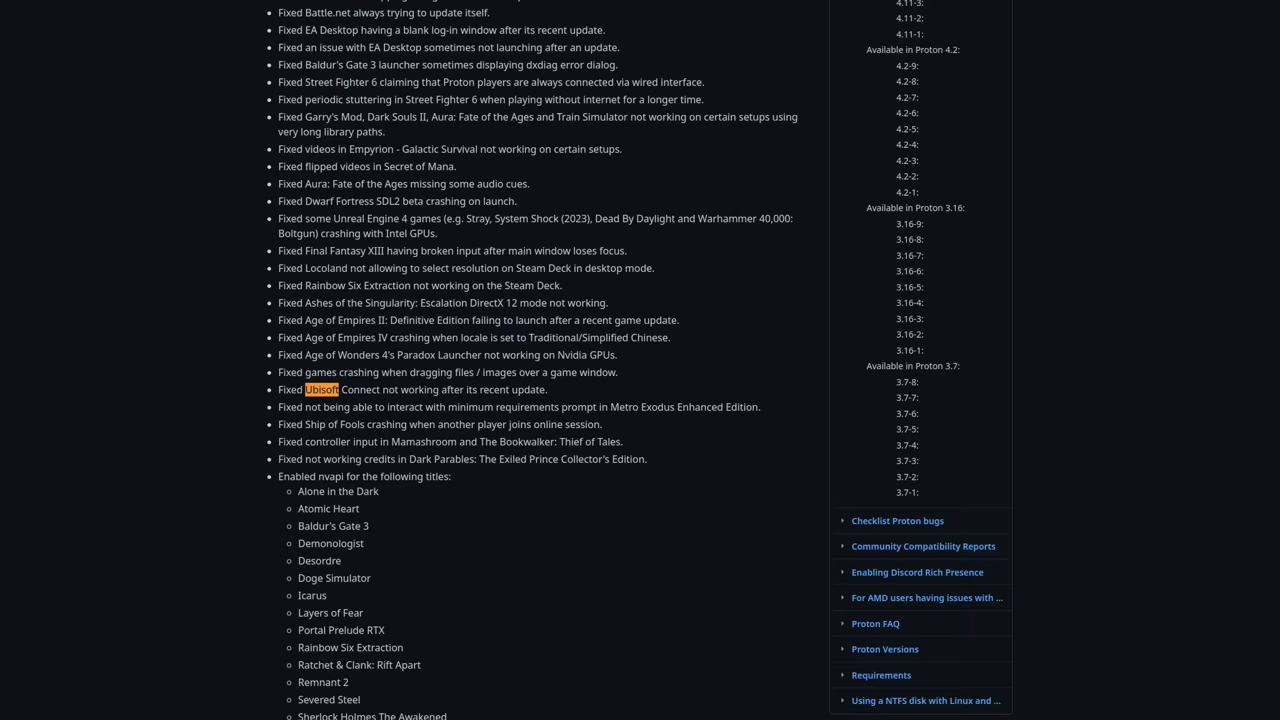 Fixed Battle.net always trying to update itself.
Fixed EA Desktop having a blank log-in window after its recent update.
Fixed an issue with EA Desktop sometimes not launching after an update.
Fixed Baldur's Gate 3 launcher sometimes displaying dxdiag error dialog.
Fixed Street Fighter 6 claiming that Proton players are always connected via wired interface.
Fixed periodic stuttering in Street Fighter 6 when playing without internet for a longer time.
Fixed Garry's Mod, Dark Souls II, Aura: Fate of the Ages and Train Simulator not working on certain setups using
very long library paths.
Fixed videos in Empyrion - Galactic Survival not working on certain setups.
Fixed flipped videos in Secret of Mana.
Fixed Aura: Fate of the Ages missing some audio cues.
Fixed Dwarf Fortress SDL2 beta crashing on launch.
Fixed some Unreal Engine 4 games (e.g. Stray, System Shock (2023), Dead By Daylight and Warhammer 40,000:
Boltgun) crashing with Intel GPUs.
Fixed Final Fantasy XIII having broken input after main window loses focus.
Fixed Locoland not allowing to select resolution on Steam Deck in desktop mode.
Fixed Rainbow Six Extraction not working on the Steam Deck.
Fixed Ashes of the Singularity: Escalation DirectX 12 mode not working.
Fixed Age of Empires II: Definitive Edition failing to launch after a recent game update.
Fixed Age of Empires IV crashing when locale is set to Traditional/Simplified Chinese.
Fixed Age of Wonders 4's Paradox Launcher not working on Nvidia GPUs.
Fixed games crashing when dragging files / images over a game window.
Fixed Ubisoft Connect not working after its recent update.
Fixed not being able to interact with minimum requirements prompt in Metro Exodus Enhanced Edition.
Fixed Ship of Fools crashing when another player joins online session.
Fixed controller input in Mamashroom and The Bookwalker: Thief of Tales.
Fixed not working credits in Dark Parables: The Exiled Prince Collector's Edition.
Enabled nvapi for the following titles:
Alone in the Dark
Atomic Heart
Baldur's Gate 3
Demonologist
Desordre
Doge Simulator
Icarus
Layers of Fear
Portal Prelude RTX
Rainbow Six Extraction
Ratchet & Clank: Rift Apart
Remnant 2
Severed Steel
Sherlock Holmes The Awakened
4.11-3:
4.11-2:
4.11-1:
Available in Proton 4.2:
4.2-9:
4.2-8:
4.2-7:
4.2-6:
4.2-5:
4.2-4:
4.2-3:
4.2-2:
4.2-1:
Available in Proton 3.16:
3.16-9:
3.16-8:
3.16-7:
3.16-6:
3.16-5:
3.16-4:
3.16-3:
3.16-2:
3.16-1:
Available in Proton 3.7:
3.7-8:
3.7-7:
3.7-6:
3.7-5:
3.7-4:
3.7-3:
3.7-2:
3.7-1:
Checklist Proton bugs
Community Compatibility Reports
Enabling Discord Rich Presence
For AMD users having issues with ...
Proton FAQ
Proton Versions
Requirements
Using a NTFS disk with Linux and ...